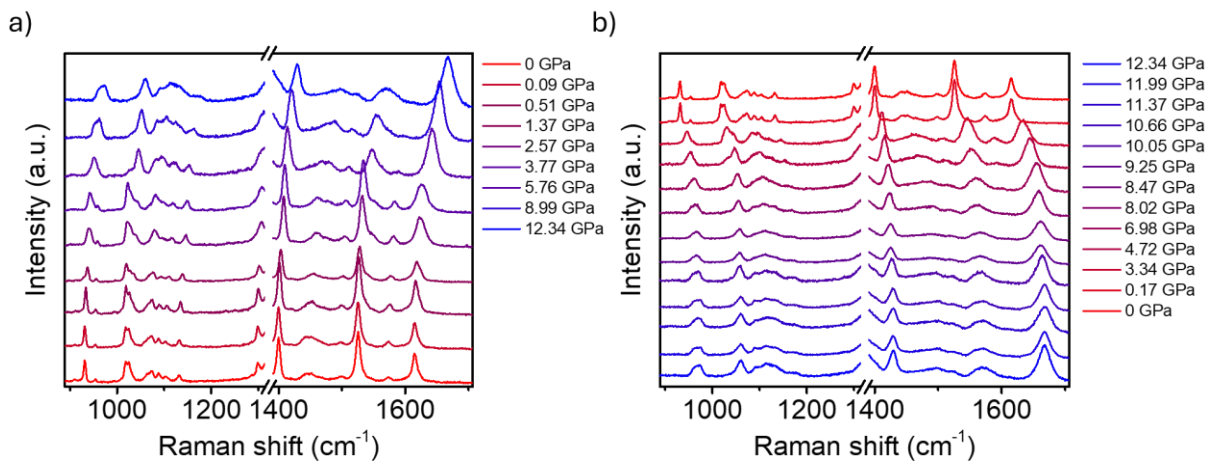 a)
Intensity (a.u.)
1000
1200
1400
1600
Raman shift (cm-1)
0 GPa
0.09 GPa
0.51 GPa
1.37 GPa
2.57 GPa
3.77 GPa
5.76 GPa
8.99 GPa
12.34 GPa
b)
Intensity (a.u.)
1000
1200
1400
1600
Raman shift (cm-1)
12.34 GPa
11.99 GPa
11.37 GPa
10.66 GPa
10.05 GPa
9.25 GPa
8.47 GPa
8.02 GPa
6.98 GPa
4.72 GPa
3.34 GPa
0.17 GPa
0 GPa